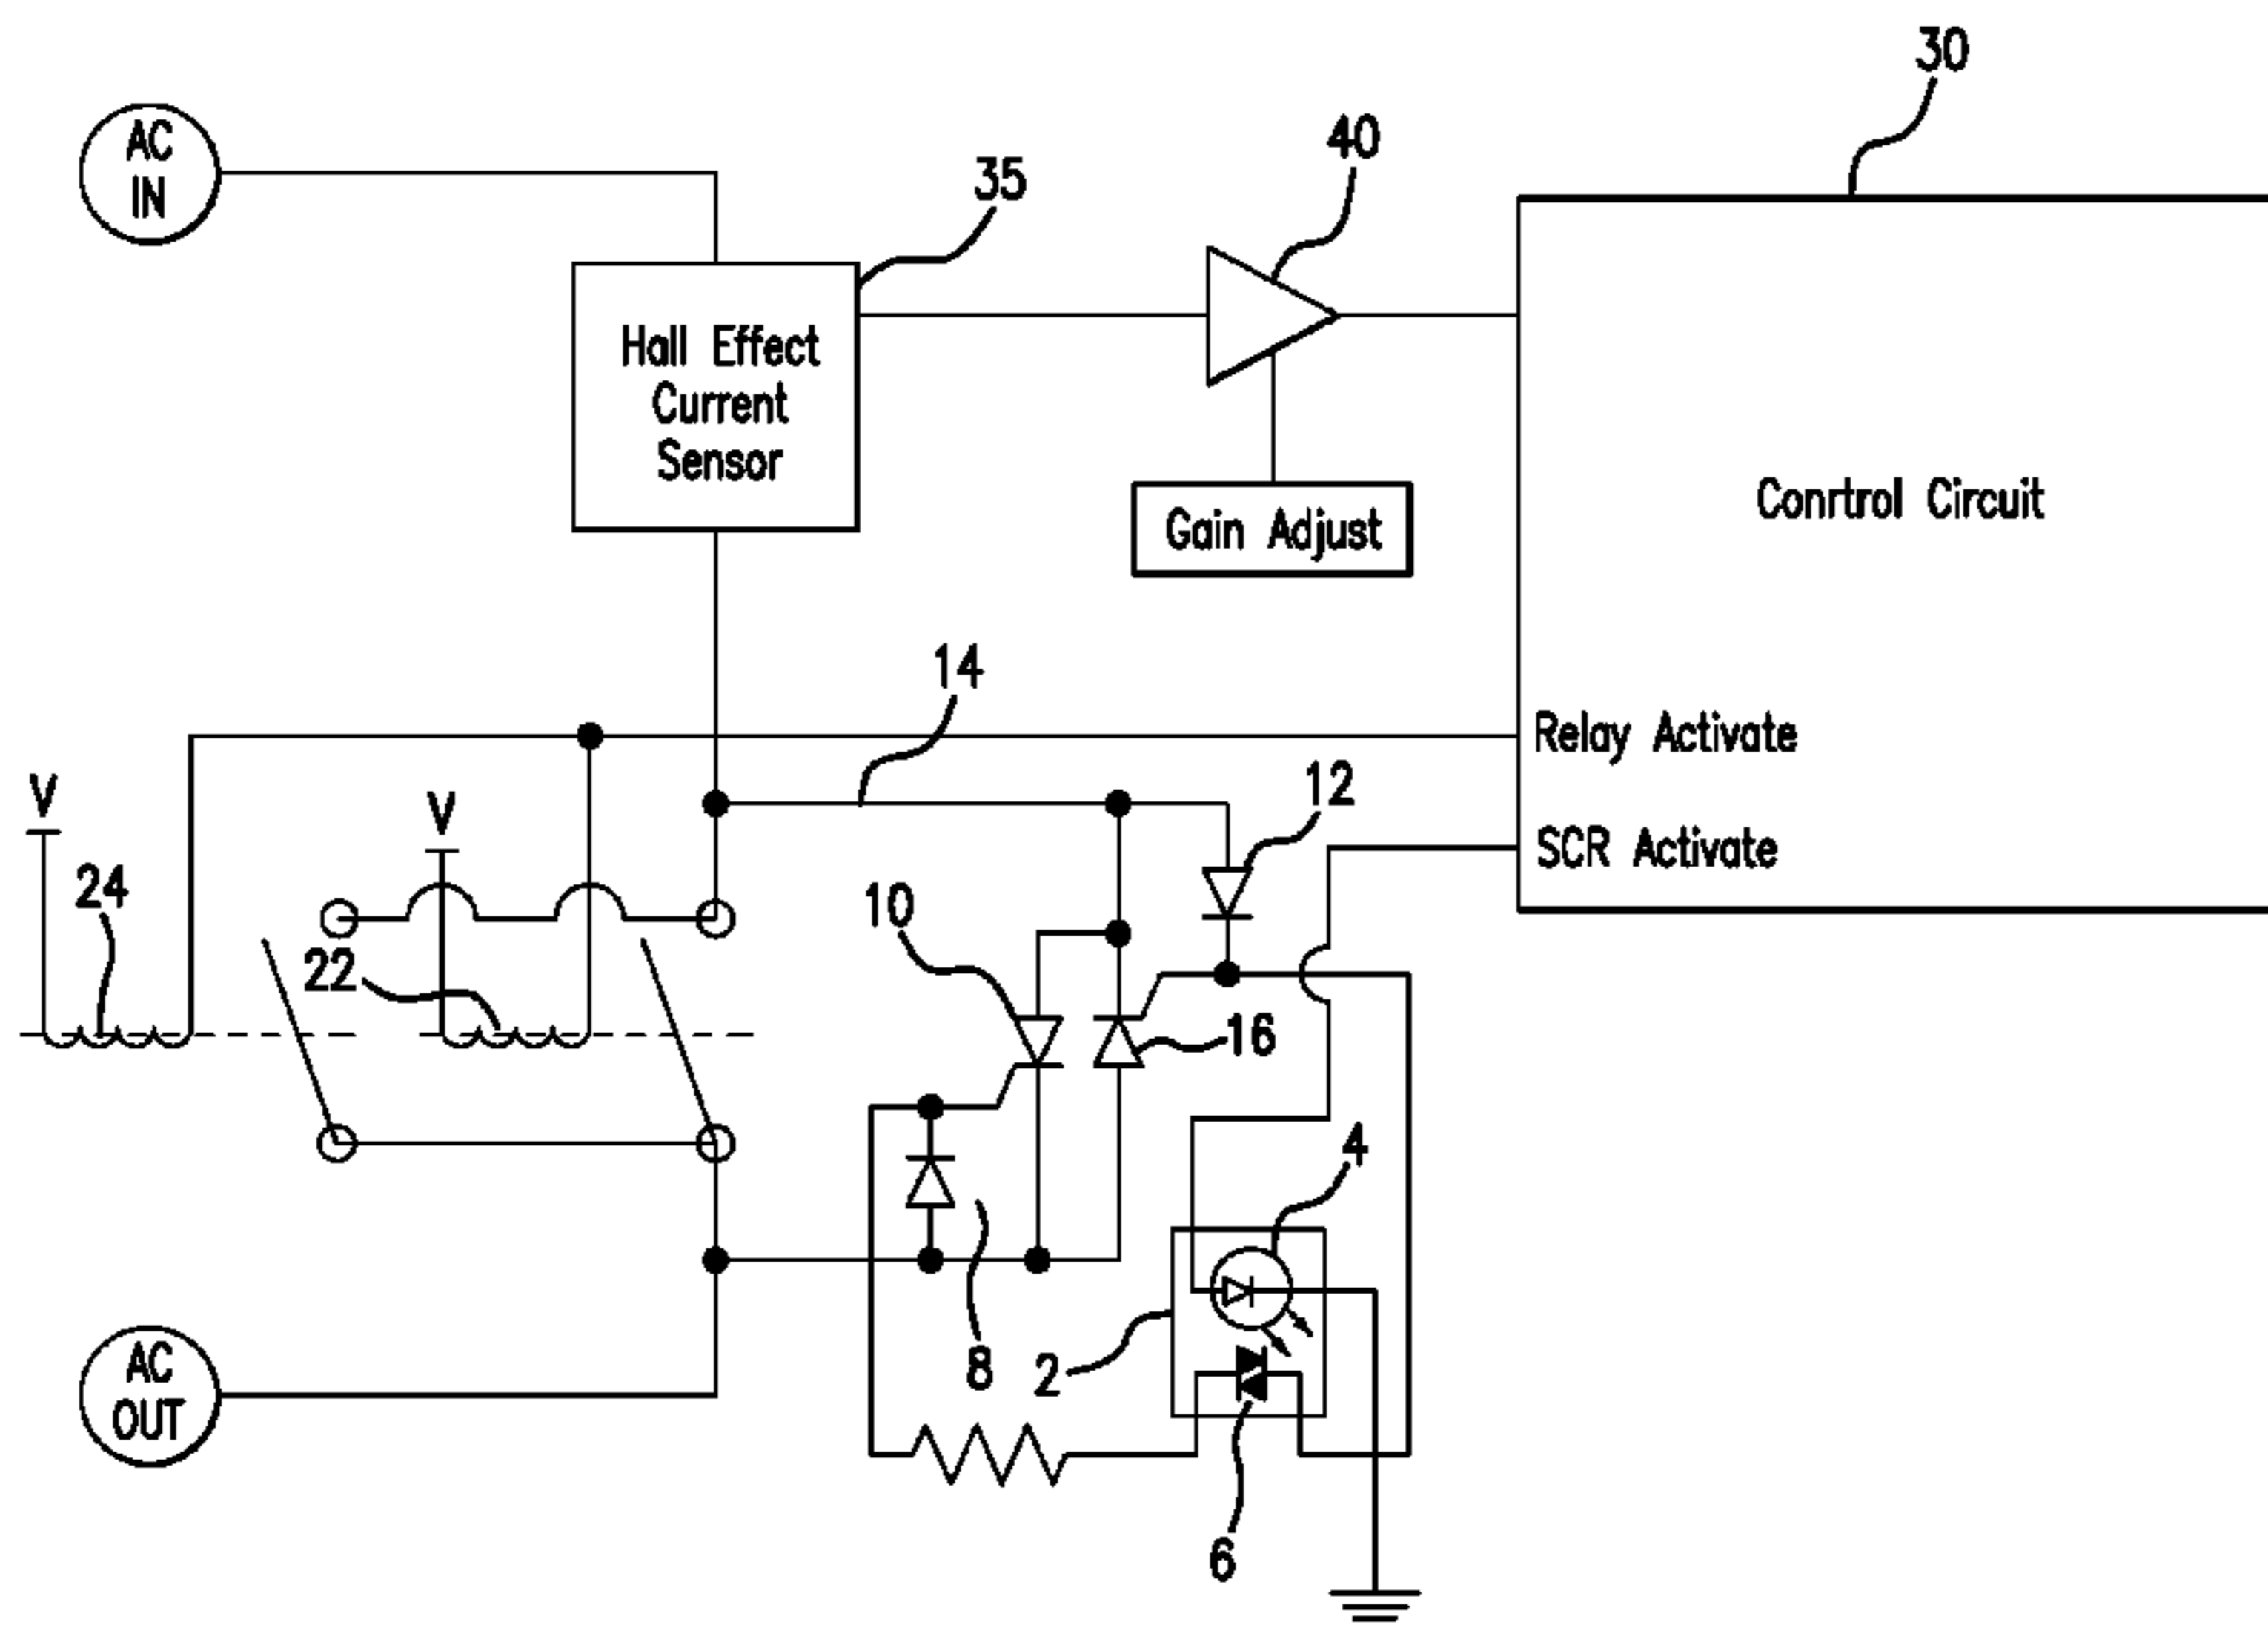 30
AC
IN
35
40
Hall Effect
Current
Sensor
Gain Adjust
Conrtrol Circuit
14
Relay Activate
V
V
12
SCR Activate
24
10
22
16
4
AC
OUT
8
2
6